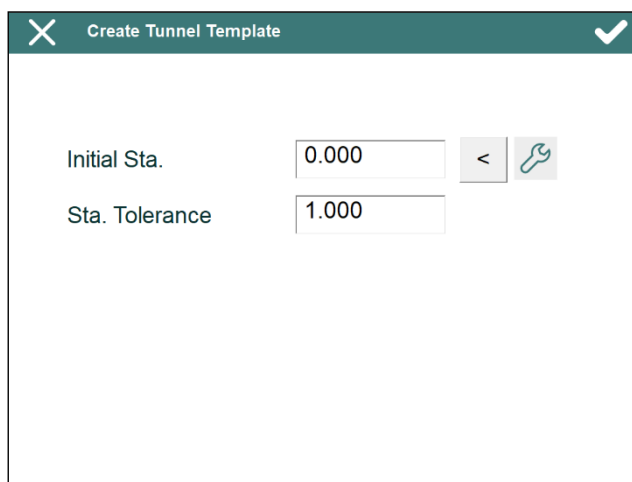 Create Tunnel Template
Initial Sta. 0.000 <
Sta. Tolerance 1.000